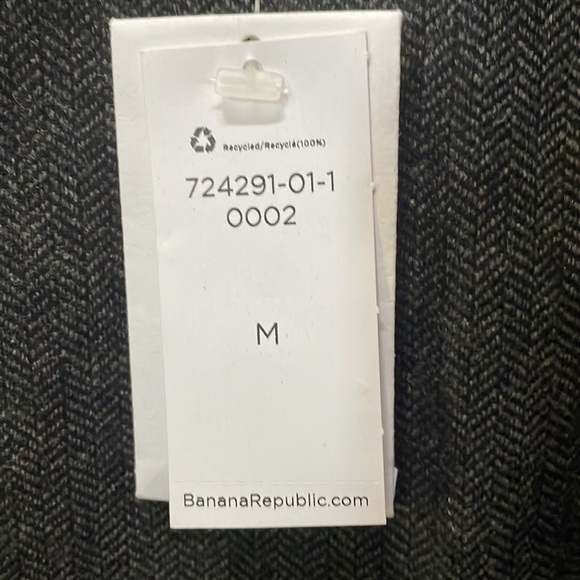 Recycled/Recyclé(100%)
724291-01-1
0002
M
BananaRepublic.com